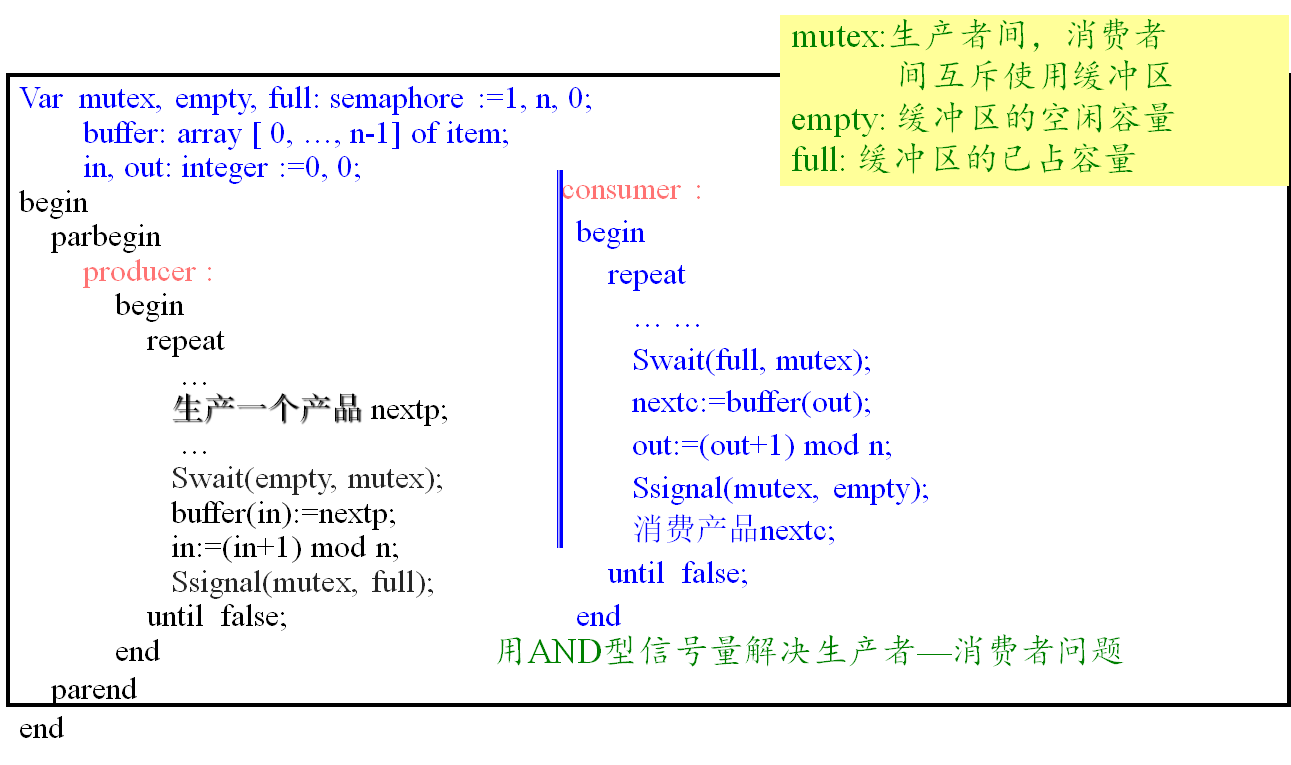 mutex:生产者间，消费者
间互斥使用缓冲区
empty: 缓冲区的空闲容量
full: 缓冲区的已占容量
Var mutex, empty, full: semaphore :=1, n, 0;
buffer: array [ 0, …, n-1] of item;
in, out: integer :=0, 0;
begin
parbegin
producer :
begin
repeat
…
生产一个产品 nextp;
…
Swait(empty, mutex);
buffer(in):=nextp;
in:=(in+1) mod n;
Ssignal(mutex, full);
until false;
end
parend
end
consumer :
begin
repeat
… …
Swait(full, mutex);
nextc:=buffer(out);
out:=(out+1) mod n;
Ssignal(mutex, empty);
消费产品nextc;
until false;
end
用AND型信号量解决生产者—消费者问题